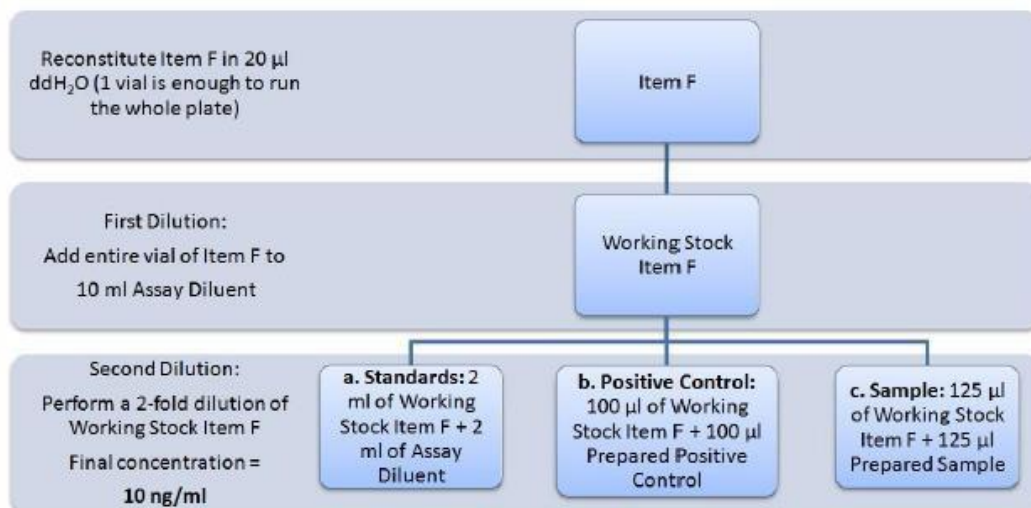 Reconstitute Item F in 20 µl
ddH₂O (1 vial is enough to run
the whole plate)
Item F
First Dilution:
Add entire vial of Item F to
10 ml Assay Diluent
Working Stock
Item F
Second Dilution:
Perform a 2-fold dilution of
Working Stock Item F
Final concentration =
10 ng/ml
a. Standards: 2
ml of Working
Stock Item F + 2
ml of Assay
Diluent
b. Positive Control:
100 µl of Working
Stock Item F + 100 µl
Prepared Positive
Control
c. Sample: 125 µl
of Working Stock
Item F + 125 µl
Prepared Sample